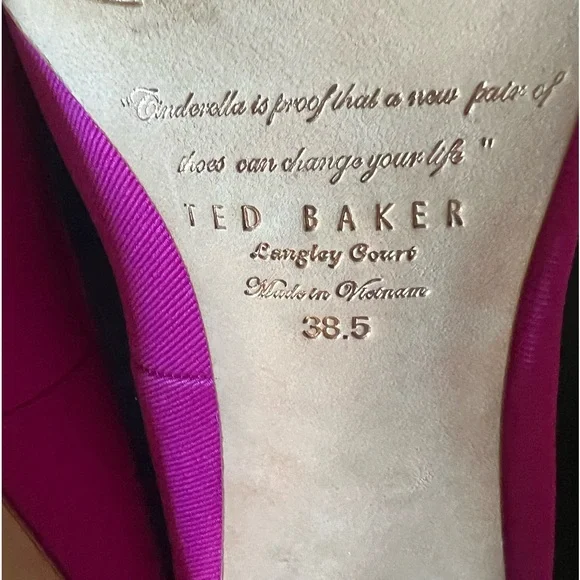 "Cinderella is proof that a new pair of
shoes can change your life"
TED BAKER
Langley Court
Made in Vietnam
38.5